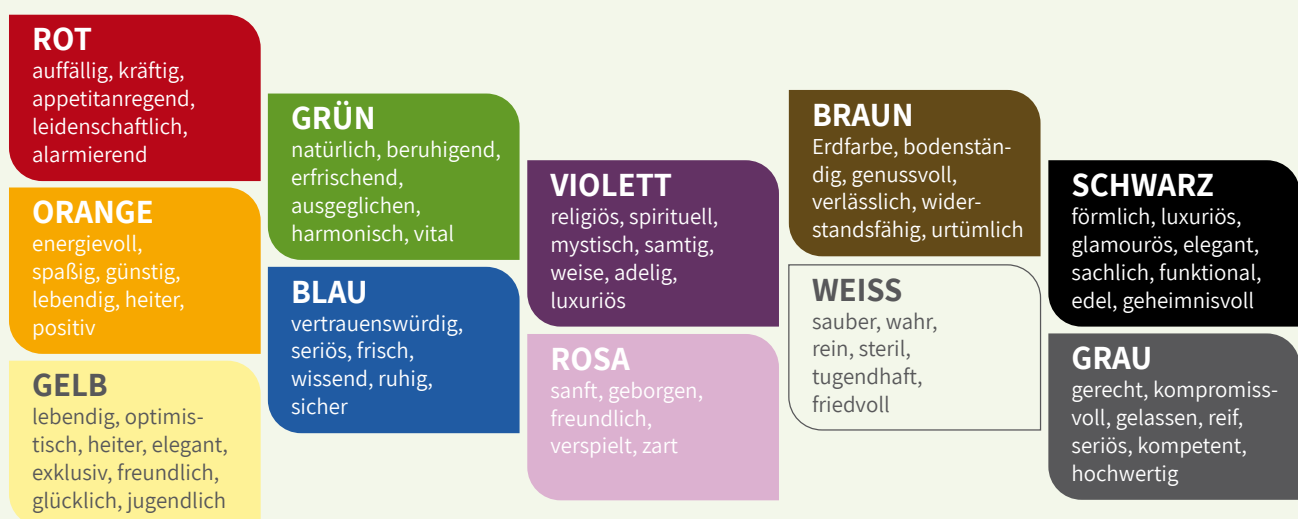 ROT
auffällig, kräftig,
appetitanregend,
leidenschaftlich,
alarmierend
ORANGE
energievoll,
spaßig, günstig,
lebendig, heiter,
positiv
GELB
lebendig, optimis-
tisch, heiter, elegant,
exklusiv, freundlich,
glücklich, jugendlich
GRÜN
natürlich, beruhigend,
erfrischend,
ausgeglichen,
harmonisch, vital
BLAU
vertrauenswürdig,
seriös, frisch,
wissend, ruhig,
sicher
VIOLETT
religiös, spirituell,
mystisch, samtig,
weise, adelig,
luxuriös
ROSA
sanft, geborgen,
freundlich,
verspielt, zart
BRAUN
Erdfarbe, bodenstän-
dig, genussvoll,
verlässlich, wider-
standsfähig, urtümlich
WEISS
sauber, wahr,
rein, steril,
tugendhaft,
friedvoll
SCHWARZ
förmlich, luxuriös,
glamourös, elegant,
sachlich, funktional,
edel, geheimnisvoll
GRAU
gerecht, kompromiss-
voll, gelassen, reif,
seriös, kompetent,
hochwertig